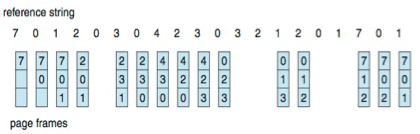 reference string
7 0 1 2 0 3 0 4 2 3 0 3 2 1 2 0 1 7 0 1
7 7 7 2 2 2 4 4 4 0 0 0 7 7 7
0 0 0 3 3 3 2 2 2 1 1 1 0 0
1 1 1 0 0 0 3 3 3 2 2 2 1
page frames